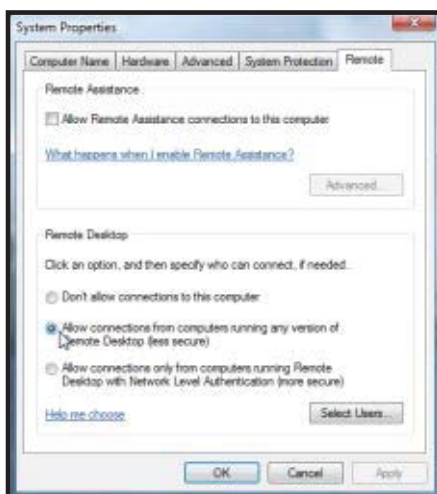 System Properties
Computer Name Hardware Advanced System Protection Remote
Remote Assistance
Allow Remote Assistance connections to this computer
What happens when I enable Remote Assistance?
Advanced...
Remote Desktop
Click an option, and then specify who can connect, if needed.
Don't allow connections to this computer
Allow connections from computers running any version of
Remote Desktop (less secure)
Allow connections only from computers running Remote
Desktop with Network Level Authentication (more secure)
Help me choose
Select Users...
OK Cancel Apply